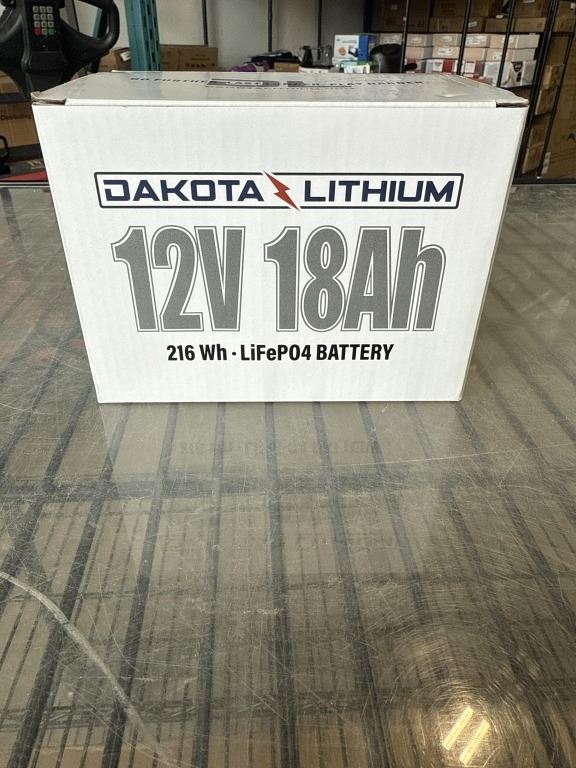 DAKOTA LITHIUM
12V 18Ah
216 Wh · LiFePO4 BATTERY